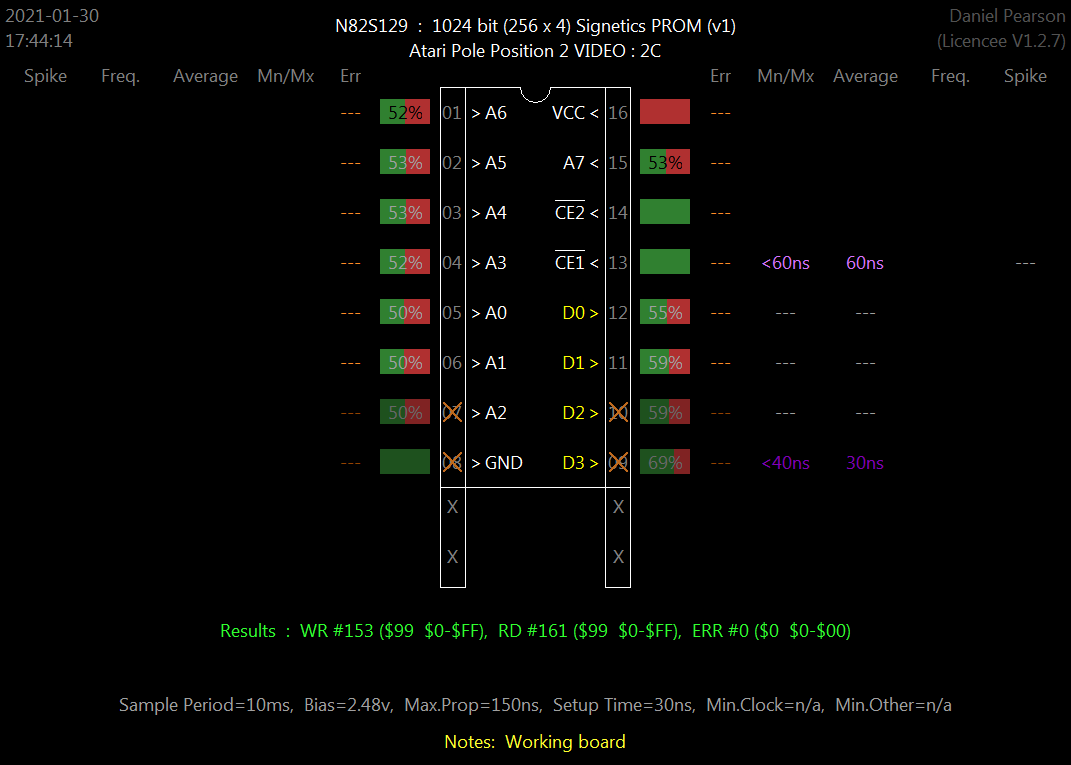 2021-01-30 N82S129 : 1024 bit (256 x 4) Signetics PROM (v1) Daniel Pearson
17:44:14 Atari Pole Position 2 VIDEO : 2C (Licencee V1.2.7)
Spike Freq. Average Mn/Mx Err Err Mn/Mx Average Freq. Spike
--- 52% 01 > A6 VCC < 16 ---
--- 53% 02 > A5 A7 < 15 53% ---
--- 53% 03 > A4 CE2 < 14 ---
--- 52% 04 > A3 CE1 < 13 --- <60ns 60ns ---
--- 50% 05 > A0 D0 > 12 55% --- --- ---
--- 50% 06 > A1 D1 > 11 59% --- --- ---
--- 50% 07 > A2 D2 > 10 59% --- --- ---
--- 08 > GND D3 > 09 69% --- <40ns 30ns
X X
X X
Results : WR #153 ($99 $0-$FF), RD #161 ($99 $0-$FF), ERR #0 ($0 $0-$00)
Sample Period=10ms, Bias=2.48v, Max.Prop=150ns, Setup Time=30ns, Min.Clock=n/a, Min.Other=n/a
Notes: Working board